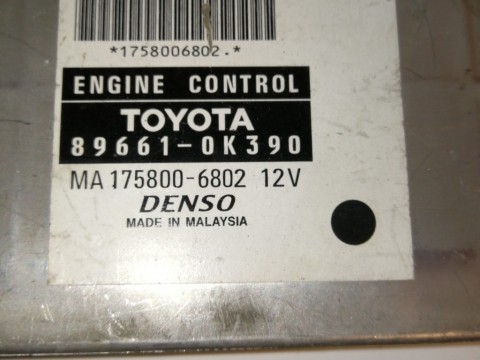 *1758006802.*
ENGINE CONTROL
TOYOTA
89661-0K390
MA 175800-6802 12V
DENSO
MADE IN MALAYSIA